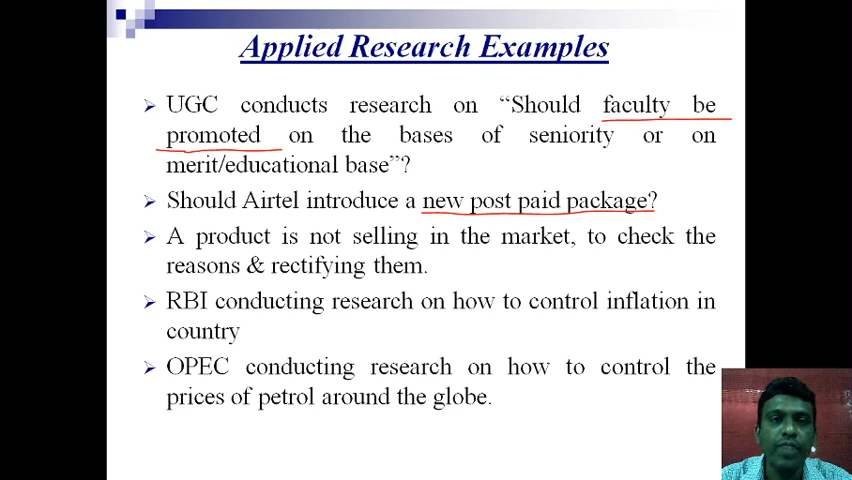 Applied Research Examples
UGC conducts research on “Should faculty be
promoted on the bases of seniority or on
merit/educational base”?
Should Airtel introduce a new post paid package?
A product is not selling in the market, to check the
reasons & rectifying them.
RBI conducting research on how to control inflation in
country
OPEC conducting research on how to control the
prices of petrol around the globe.